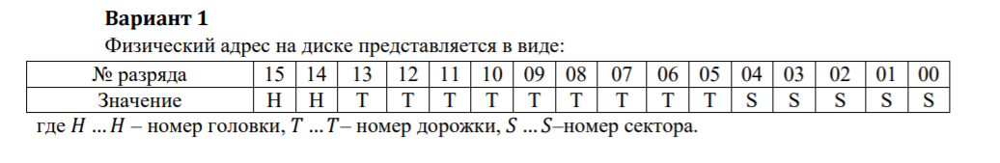 Вариант 1
Физический адрес на диске представляется в виде:
№ разряда 15 14 13 12 11 10 09 08 07 06 05 04 03 02 01 00
Значение H H T T T T T T T T T S S S S S
где H … H – номер головки, T … T – номер дорожки, S … S–номер сектора.